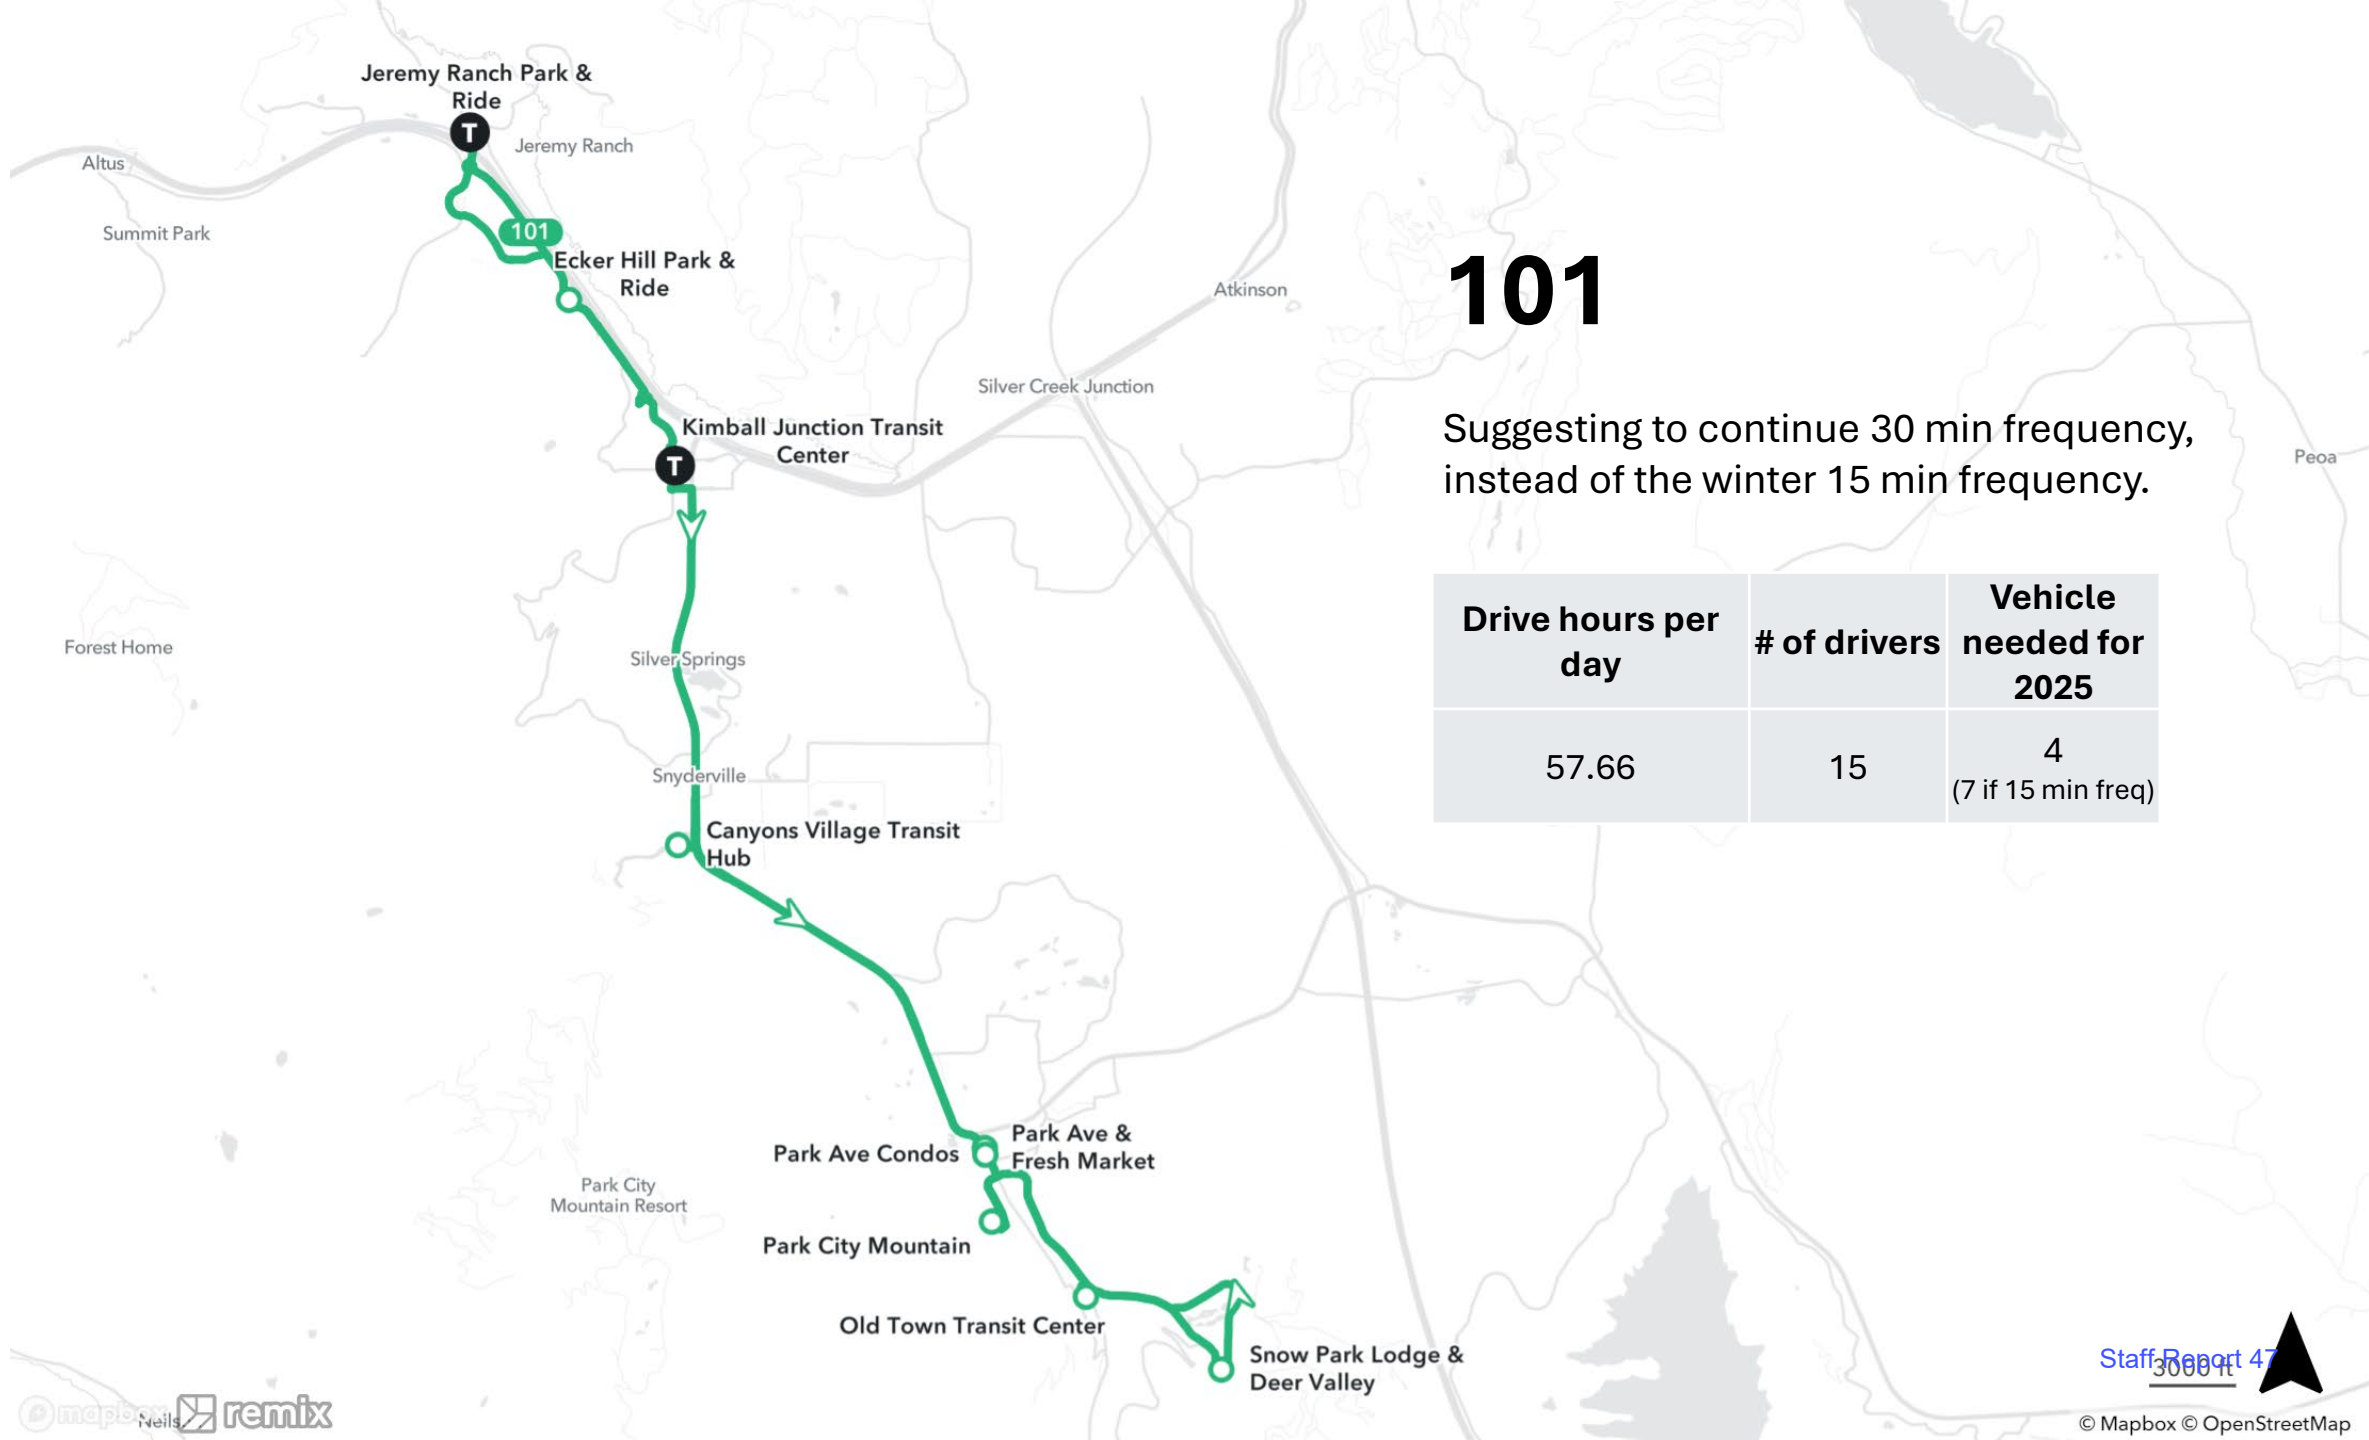 Jeremy Ranch Park &
Ride
T
Jeremy Ranch
Altus
Summit Park
101
Ecker Hill Park &
Ride
Atkinson
Silver Creek Junction
Kimball Junction Transit
Center
T
Peoa
Forest Home
Silver Springs
Snyderville
Canyons Village Transit
Hub
Park Ave Condos
Park Ave &
Fresh Market
Park City
Mountain Resort
Park City Mountain
Old Town Transit Center
Snow Park Lodge &
Deer Valley
101
Suggesting to continue 30 min frequency,
instead of the winter 15 min frequency.
Drive hours per
day
# of drivers
Vehicle
needed for
2025
57.66
15
4
(7 if 15 min freq)
Staff Report 47
3000 ft
mapbox
remix
© Mapbox © OpenStreetMap